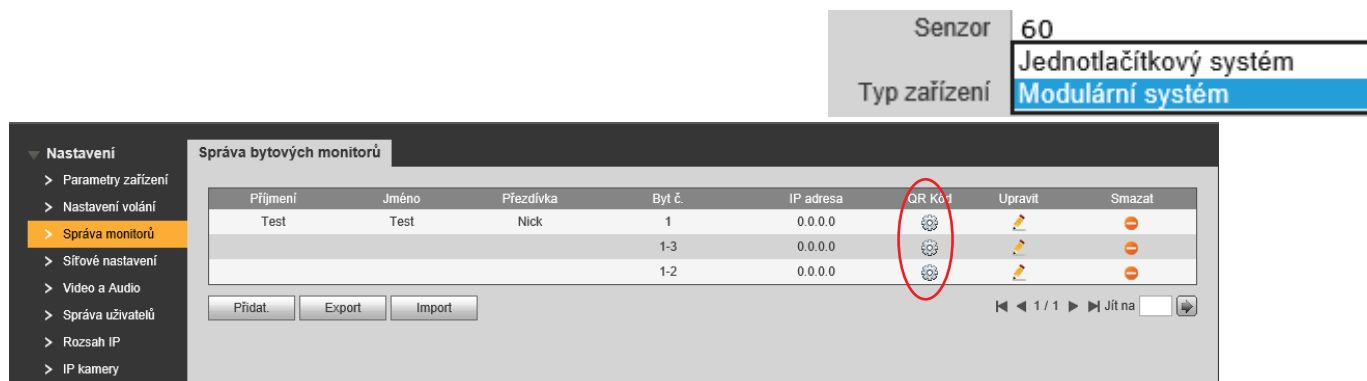 Senzor 60
Jednotlačítkový systém
Typ zařízení Modulární systém
Nastavení
Parametry zařízení
Nastavení volání
Správa monitorů
Síťové nastavení
Video a Audio
Správa uživatelů
Rozsah IP
IP kamery
Správa bytových monitorů
Příjmení Jméno Přezdívka Byt č. IP adresa QR Kód Upravit Smazat
Test Test Nick 1 0.0.0.0
1-3 0.0.0.0
1-2 0.0.0.0
Přidat. Export Import 1 / 1 Jít na